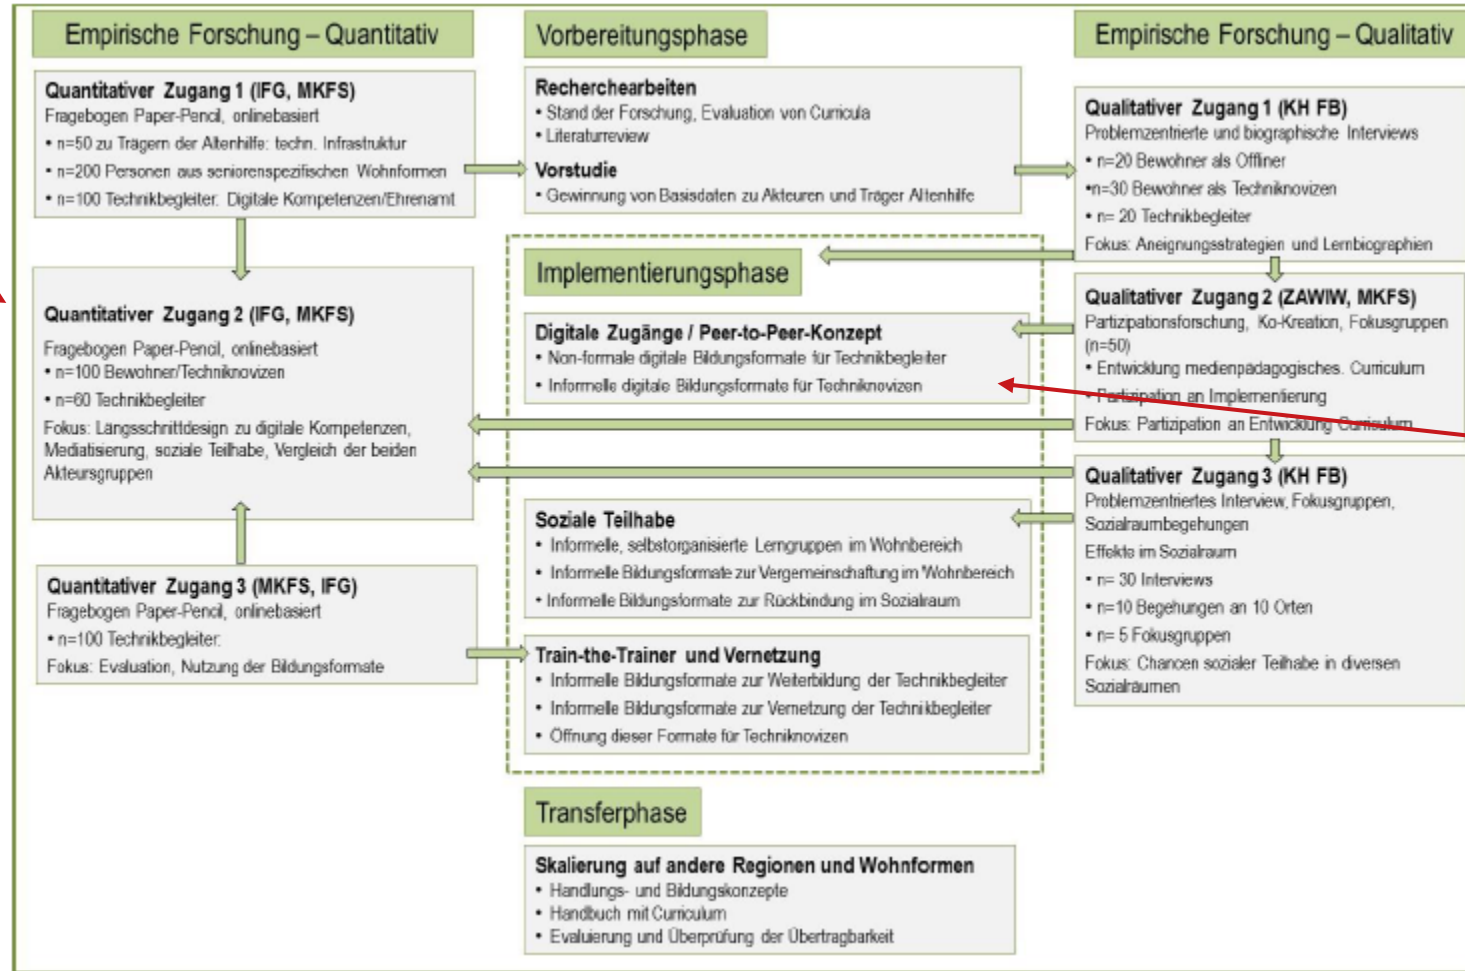 Empirische Forschung – Quantitativ
Quantitativer Zugang 1 (IFG, MKFS)
Fragebogen Paper-Pencil, onlinebasiert
• n=50 zu Trägern der Altenhilfe: techn. Infrastruktur
• n=200 Personen aus seniorenspezifischen Wohnformen
• n=100 Technikbegleiter: Digitale Kompetenzen/Ehrenamt
Quantitativer Zugang 2 (IFG, MKFS)
Fragebogen Paper-Pencil, onlinebasiert
• n=100 Bewohner/Techniknovizen
• n=60 Technikbegleiter
Fokus: Längsschnittdesign zu digitale Kompetenzen,
Mediatisierung, soziale Teilhabe, Vergleich der beiden
Akteursgruppen
Quantitativer Zugang 3 (MKFS, IFG)
Fragebogen Paper-Pencil, onlinebasiert
• n=100 Technikbegleiter:
Fokus: Evaluation, Nutzung der Bildungsformate
Vorbereitungsphase
Recherchearbeiten
• Stand der Forschung, Evaluation von Curricula
• Literaturreview
Vorstudie
• Gewinnung von Basisdaten zu Akteuren und Träger Altenhilfe
Implementierungsphase
Digitale Zugänge / Peer-to-Peer-Konzept
• Non-formale digitale Bildungsformate für Technikbegleiter
• Informelle digitale Bildungsformate für Techniknovizen
Soziale Teilhabe
• Informelle, selbstorganisierte Lerngruppen im Wohnbereich
• Informelle Bildungsformate zur Vergemeinschaftung im Wohnbereich
• Informelle Bildungsformate zur Rückbindung im Sozialraum
Train-the-Trainer und Vernetzung
• Informelle Bildungsformate zur Weiterbildung der Technikbegleiter
• Informelle Bildungsformate zur Vernetzung der Technikbegleiter
• Öffnung dieser Formate für Techniknovizen
Transferphase
Skalierung auf andere Regionen und Wohnformen
• Handlungs- und Bildungskonzepte
• Handbuch mit Curriculum
• Evaluierung und Überprüfung der Übertragbarkeit
Empirische Forschung – Qualitativ
Qualitativer Zugang 1 (KH FB)
Problemzentrierte und biographische Interviews
• n=20 Bewohner als Offliner
•n=30 Bewohner als Techniknovizen
• n= 20 Technikbegleiter
Fokus: Aneignungsstrategien und Lernbiographien
Qualitativer Zugang 2 (ZAWIW, MKFS)
Partizipationsforschung, Ko-Kreation, Fokusgruppen
(n=50)
• Entwicklung medienpädagogisches. Curriculum
• Partizipation an Implementierung
Fokus: Partizipation an Entwicklung Curriculum
Qualitativer Zugang 3 (KH FB)
Problemzentriertes Interview, Fokusgruppen,
Sozialraumbegehungen
Effekte im Sozialraum
• n= 30 Interviews
• n=10 Begehungen an 10 Orten
• n= 5 Fokusgruppen
Fokus: Chancen sozialer Teilhabe in diversen
Sozialräumen